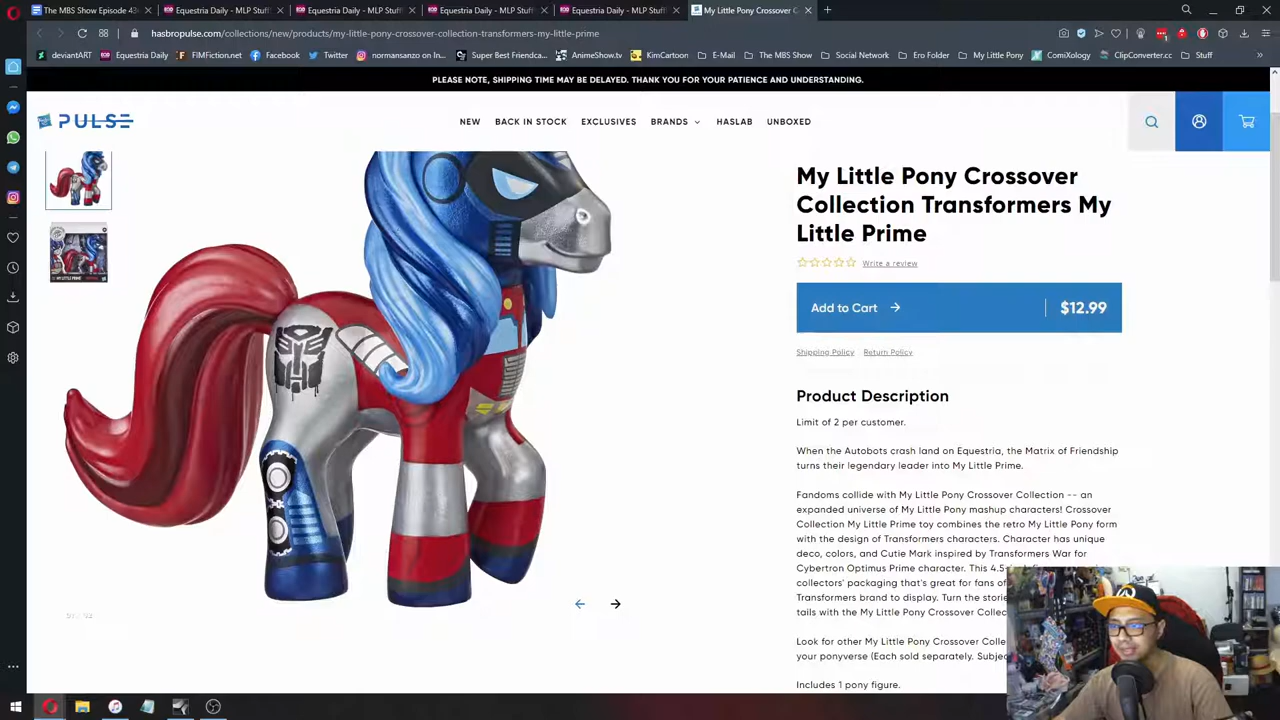 The MBS Show Episode 43
Equestria Daily - MLP Stuff
Equestria Daily - MLP Stuff
Equestria Daily - MLP Stuff
Equestria Daily - MLP Stuff
My Little Pony Crossover C
hasbropulse.com/collections/new/products/my-little-pony-crossover-collection-transformers-my-little-prime
deviantART
Equestria Daily
FIMFiction.net
Facebook
Twitter
normansanzo on Inst
Super Best Friendca
AnimeShow.tv
KimCartoon
E-Mail
The MBS Show
Social Network
Ero Folder
My Little Pony
ComiXology
ClipConverter.cc
Stuff
PLEASE NOTE, SHIPPING TIME MAY BE DELAYED. THANK YOU FOR YOUR PATIENCE AND UNDERSTANDING.
PULSE
NEW
BACK IN STOCK
EXCLUSIVES
BRANDS
HASLAB
UNBOXED
My Little Pony Crossover
Collection Transformers My
Little Prime
Write a review
Add to Cart
$12.99
Shipping Policy
Return Policy
Product Description
Limit of 2 per customer.
When the Autobots crash land on Equestria, the Matrix of Friendship
turns their legendary leader into My Little Prime.
Fandoms collide with My Little Pony Crossover Collection -- an
expanded universe of My Little Pony mashup characters! Crossover
Collection My Little Prime toy combines the retro My Little Pony form
with the design of Transformers characters. Character has unique
deco, colors, and Cutie Mark inspired by Transformers War for
Cybertron Optimus Prime character. This 4.5-
collectors' packaging that's great for fans of
Transformers brand to display. Turn the storie
tails with the My Little Pony Crossover Collec
Look for other My Little Pony Crossover Colle
your ponyverse (Each sold separately. Subjec
Includes 1 pony figure.